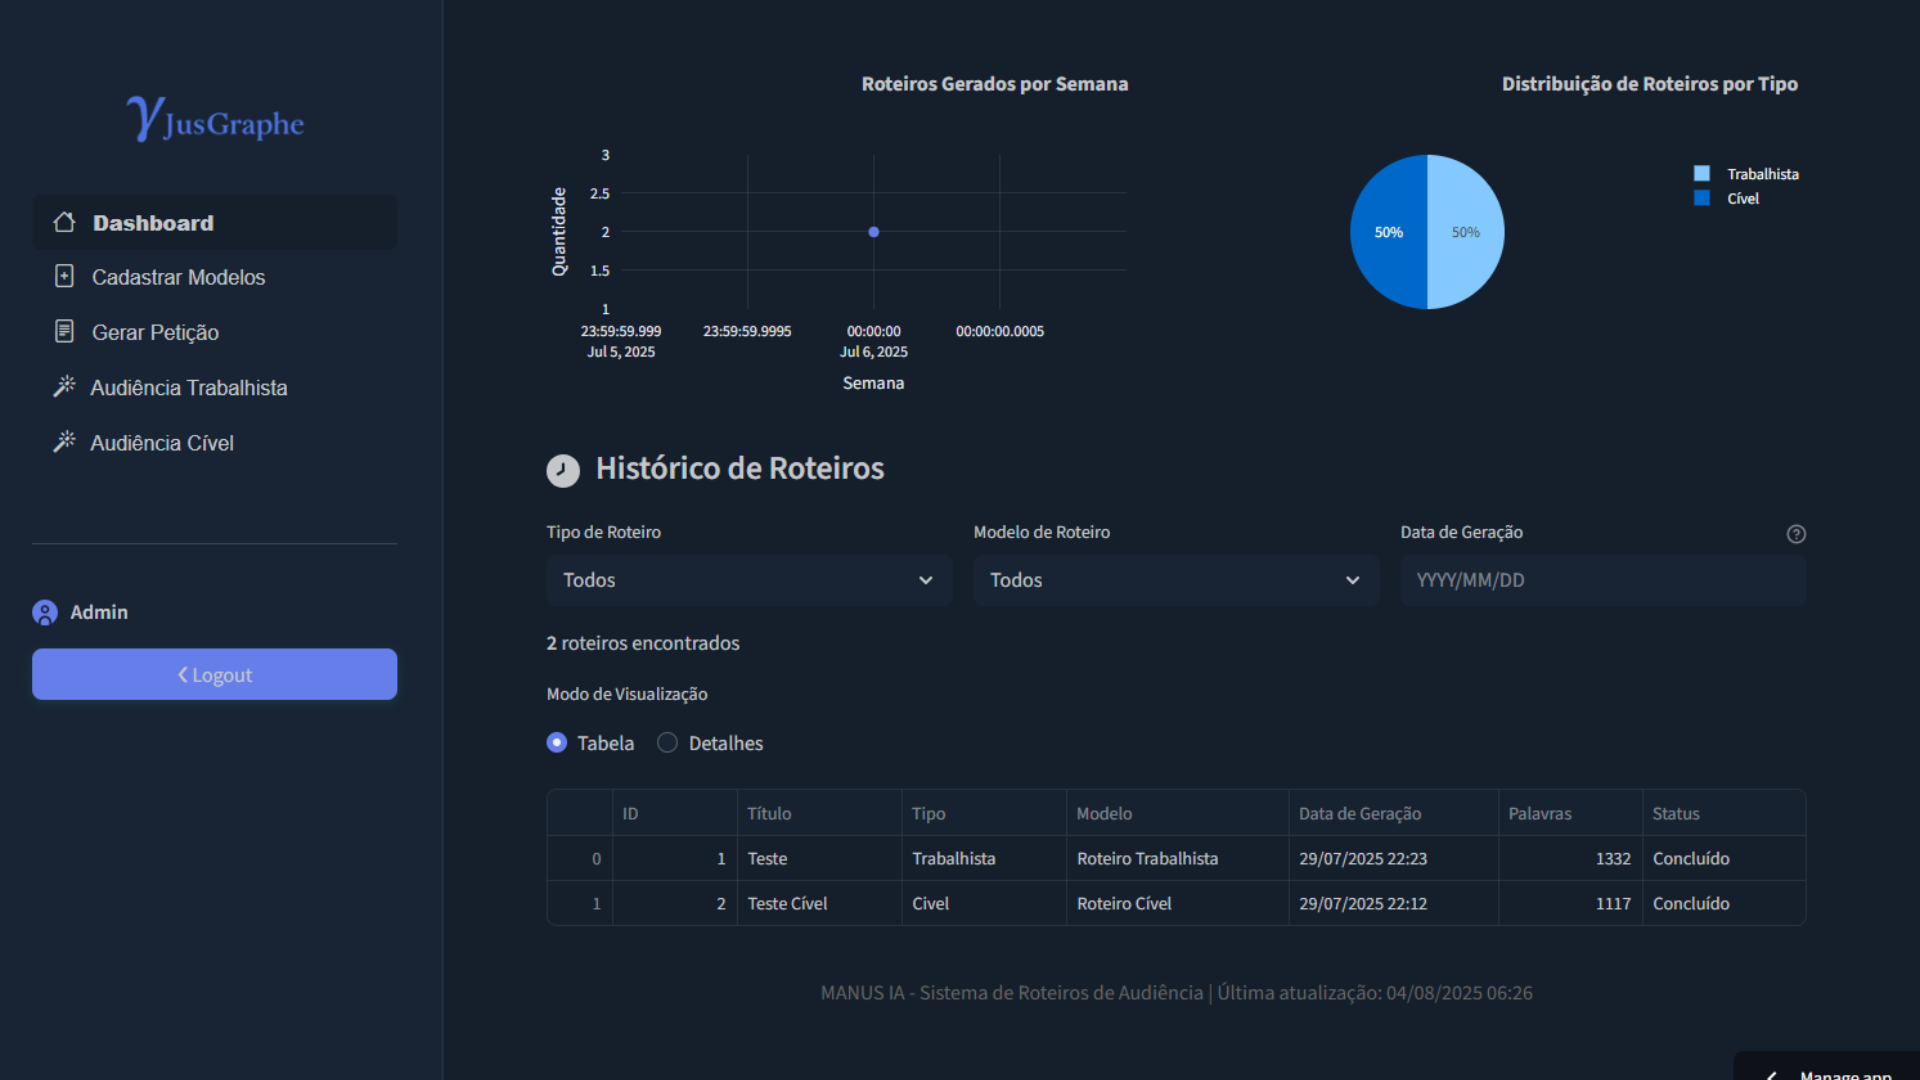 γJusGraphe
Dashboard
Cadastrar Modelos
Gerar Petição
Audiência Trabalhista
Audiência Cível
Admin
Logout
Roteiros Gerados por Semana
Quantidade
3
2.5
2
1.5
1
23:59:59.999 23:59:59.9995 00:00:00 00:00:00.0005
Jul 5, 2025 Jul 6, 2025
Semana
Distribuição de Roteiros por Tipo
50% 50%
Trabalhista
Cível
Histórico de Roteiros
Tipo de Roteiro Modelo de Roteiro Data de Geração ?
Todos Todos YYYY/MM/DD
2 roteiros encontrados
Modo de Visualização
Tabela Detalhes
ID Título Tipo Modelo Data de Geração Palavras Status
0 1 Teste Trabalhista Roteiro Trabalhista 29/07/2025 22:23 1332 Concluído
1 2 Teste Cível Civel Roteiro Cível 29/07/2025 22:12 1117 Concluído
MANUS IA - Sistema de Roteiros de Audiência | Última atualização: 04/08/2025 06:26
Manage app